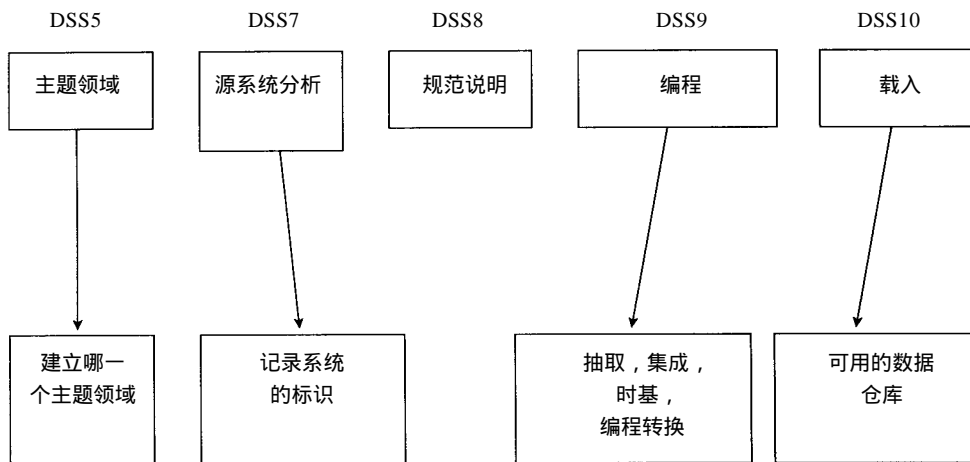 DSS5 DSS7 DSS8 DSS9 DSS10
主题领域 源系统分析 规范说明 编程 载入
建立哪一
个主题领域
记录系统
的标识
抽取，集成，
时基，
编程转换
可用的数据
仓库